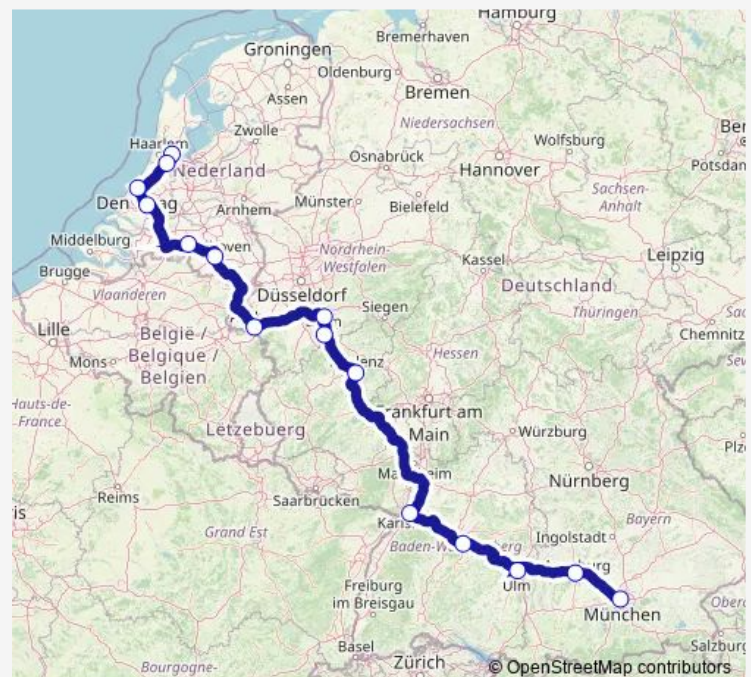 Hamburg
Bremerhaven
Groningen
Oldenburg
Bremen
Assen
Niedersachsen
Haarlem
Zwolle
Wolfsburg
Nederland
Osnabrück
Hannover
Potsdam
Den
Arnhem
Münster
Bielefeld
Sachsen-
Anhalt
Middelburg
Brugge
Nordrhein-
Westfalen
Kassel
Leipzig
Vlaanderen
Düsseldorf
Deutschland
Thüringen
Lille
België /
Belgique /
Belgien
Siegen
Chemnitz
Mons
Hessen
Hauts-de-
France
Frankfurt am
Main
Letzebuerg
Würzburg
Nürnberg
Reims
Saarbrücken
Grand Est
Bayern
Ingolstadt
Freiburg
im Breisgau
Ulm
München
Basel
Zürich
Salzburg
Bourgogne-
© OpenStreetMap contributors